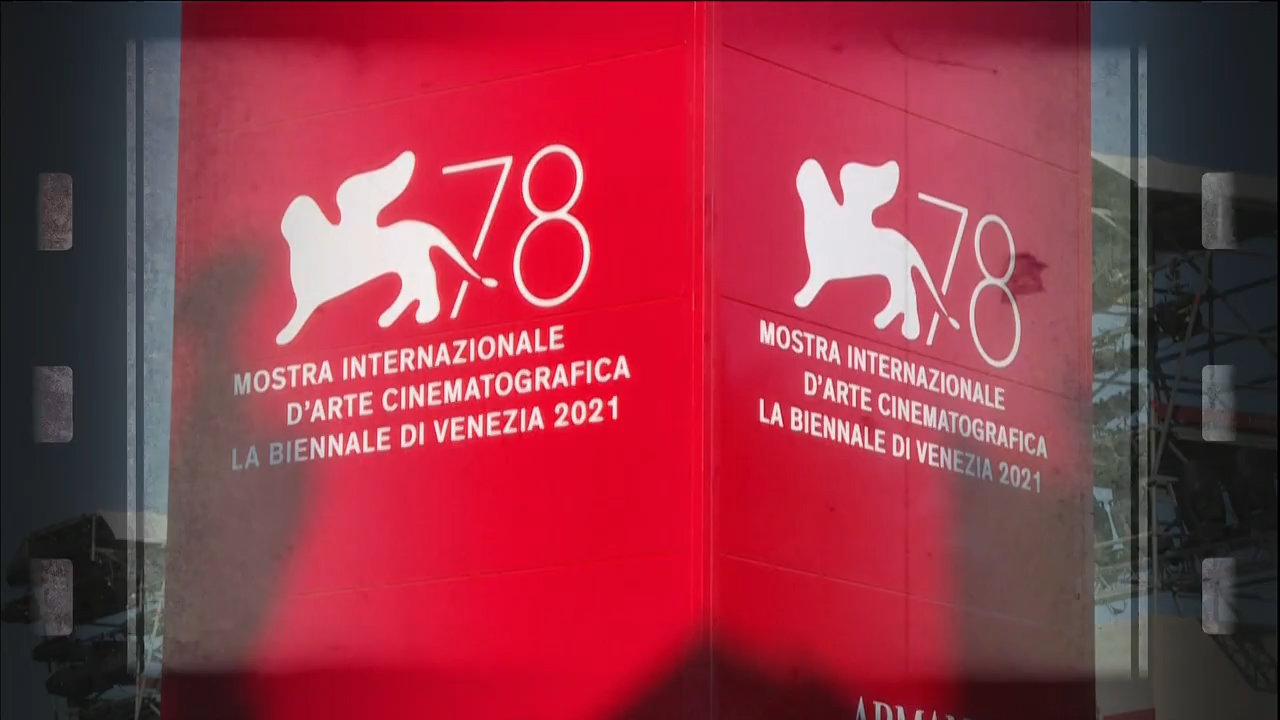 78
MOSTRA INTERNAZIONALE
D'ARTE CINEMATOGRAFICA
LA BIENNALE DI VENEZIA 2021
78
MOSTRA INTERNAZIONALE
D'ARTE CINEMATOGRAFICA
LA BIENNALE DI VENEZIA 2021